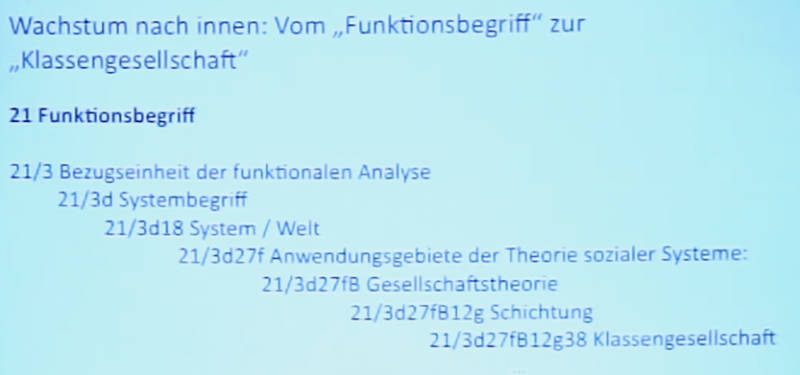 Wachstum nach innen: Vom „Funktionsbegriff“ zur
„Klassengesellschaft“
21 Funktionsbegriff
21/3 Bezugseinheit der funktionalen Analyse
21/3d Systembegriff
21/3d18 System / Welt
21/3d27f Anwendungsgebiete der Theorie sozialer Systeme:
21/3d27fB Gesellschaftstheorie
21/3d27fB12g Schichtung
21/3d27fB12g38 Klassengesellschaft
...